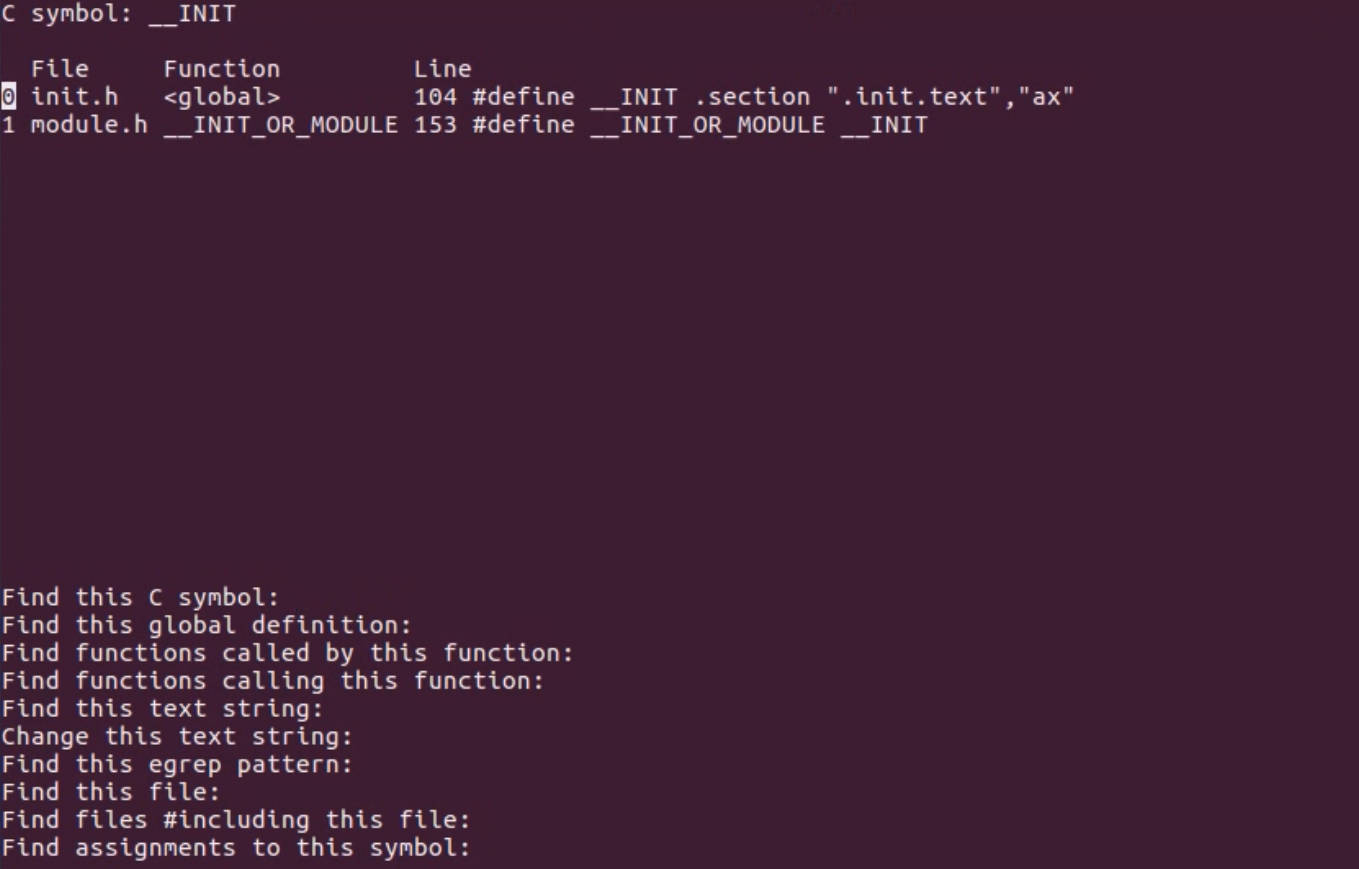 C symbol: __INIT
  File     Function         Line
0 init.h   <global>         104 #define __INIT .section ".init.text","ax"
1 module.h __INIT_OR_MODULE 153 #define __INIT_OR_MODULE __INIT
Find this C symbol:
Find this global definition:
Find functions called by this function:
Find functions calling this function:
Find this text string:
Change this text string:
Find this egrep pattern:
Find this file:
Find files #including this file:
Find assignments to this symbol: